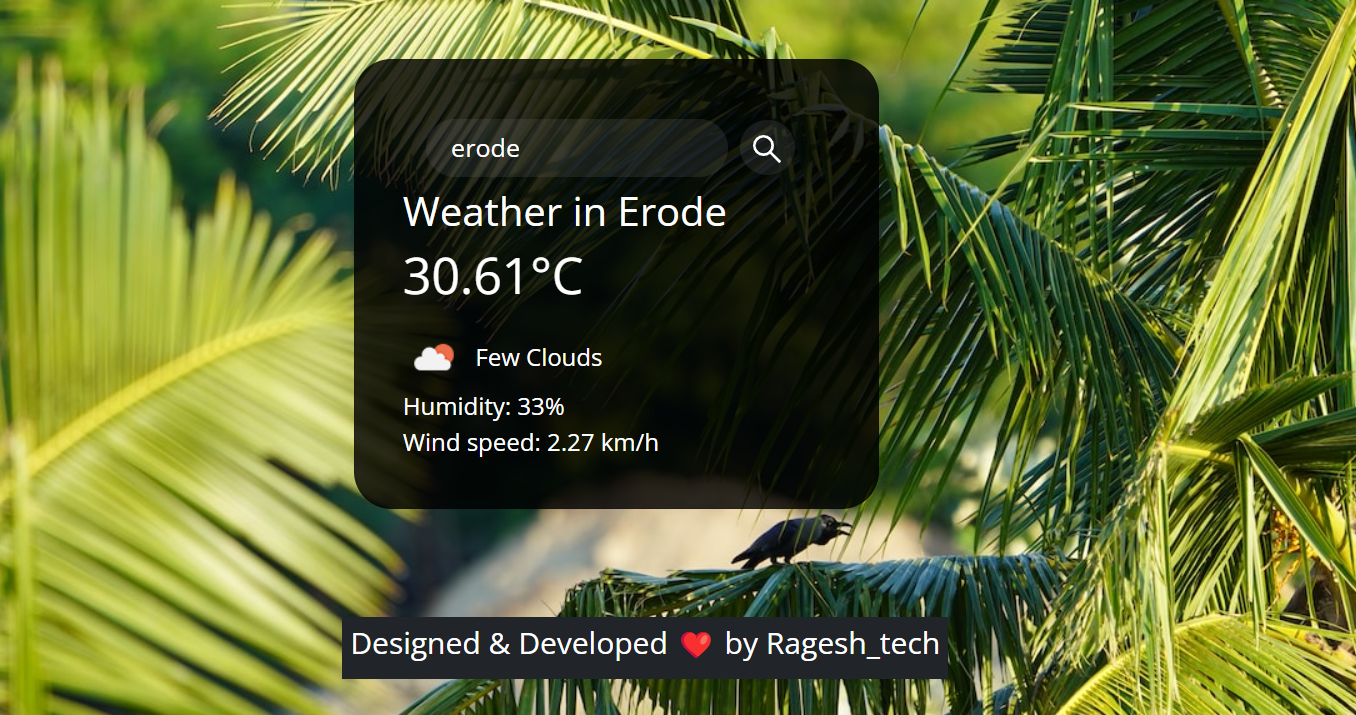 erode
Weather in Erode
30.61°C
Few Clouds
Humidity: 33%
Wind speed: 2.27 km/h
Designed & Developed ❤️ by Ragesh_tech